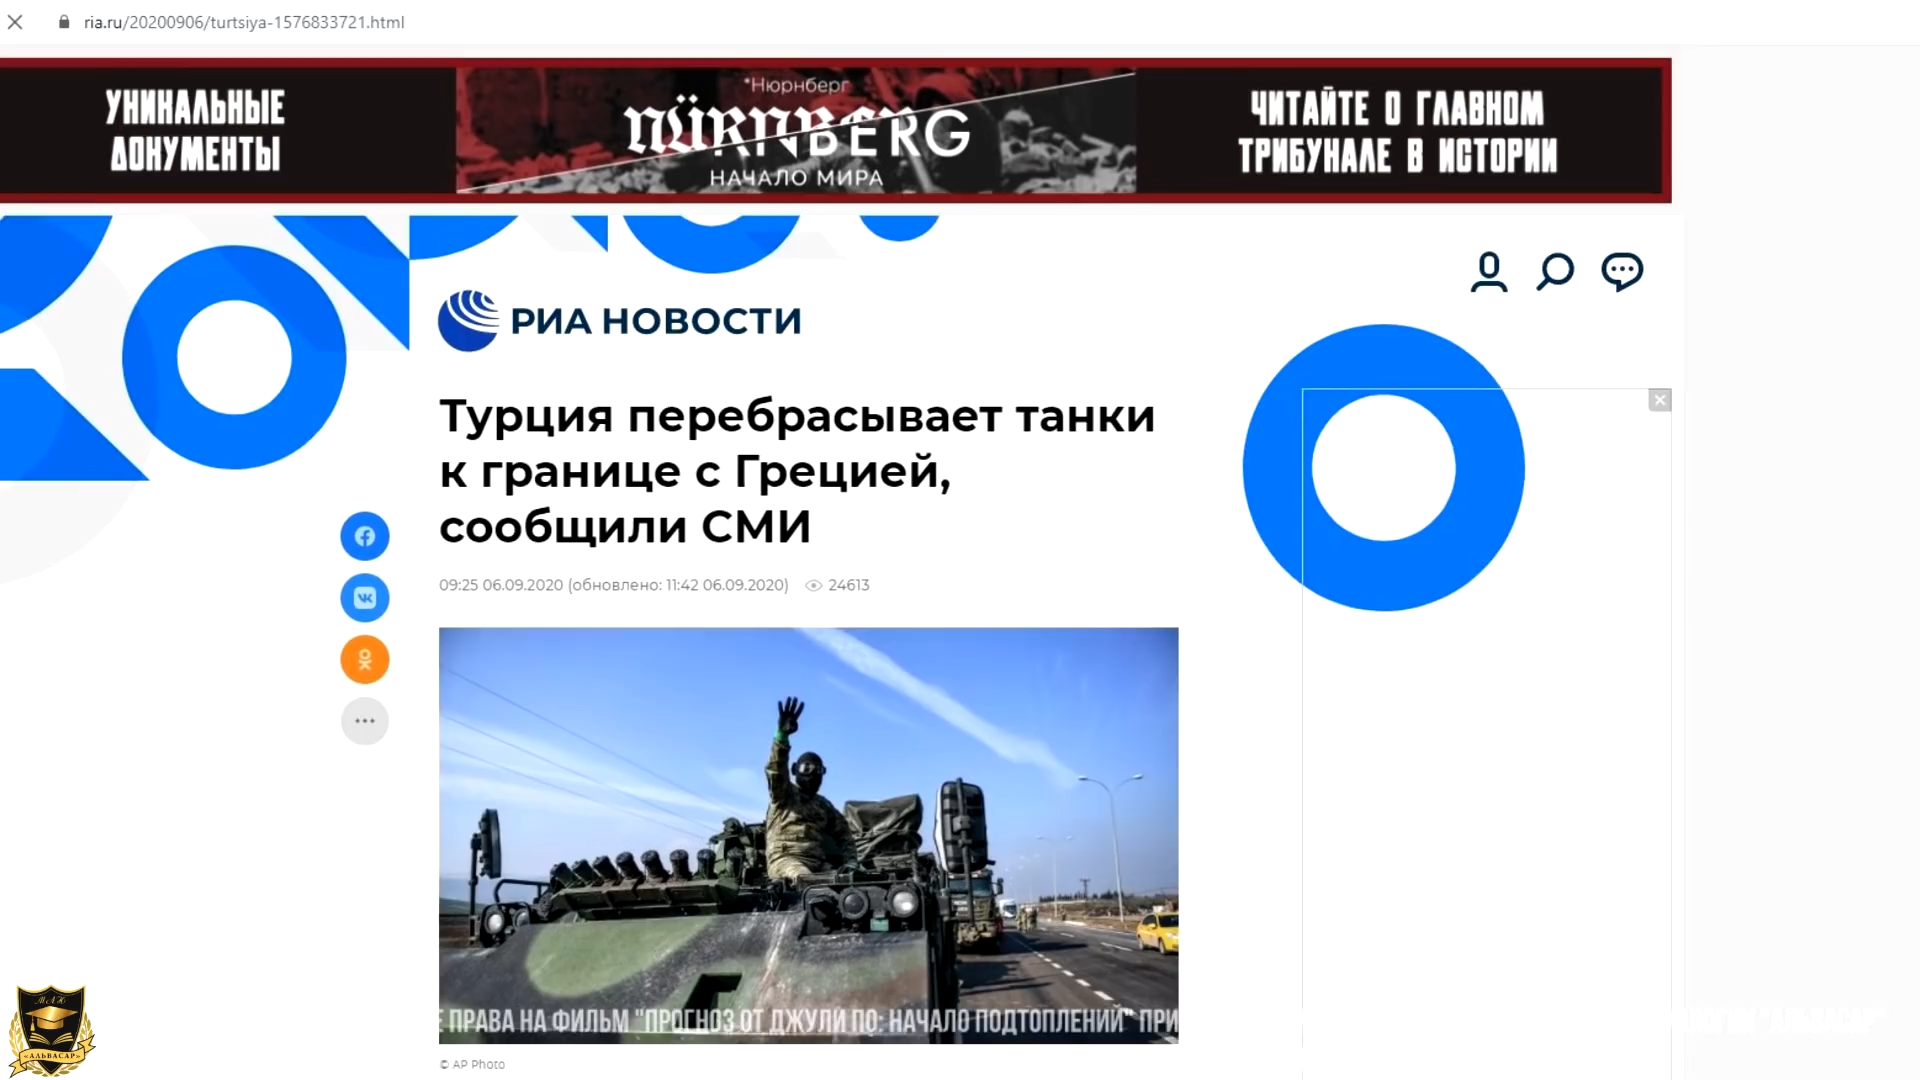 ria.ru/20200906/turtsiya-1576833721.html
УНИКАЛЬНЫЕ
ДОКУМЕНТЫ
*Нюрнберг
NÜRNBERG
НАЧАЛО МИРА
ЧИТАЙТЕ О ГЛАВНОМ
ТРИБУНАЛЕ В ИСТОРИИ
РИА НОВОСТИ
Турция перебрасывает танки
к границе с Грецией,
сообщили СМИ
09:25 06.09.2020 (обновлено: 11:42 06.09.2020) 24613
Е ПРАВА НА ФИЛЬМ "ПРОГНОЗ ОТ ДЖУЛИ ПО: НАЧАЛО ПОДТОПЛЕНИЙ" ПРИ
«АЛЬВАСАР»
© AP Photo